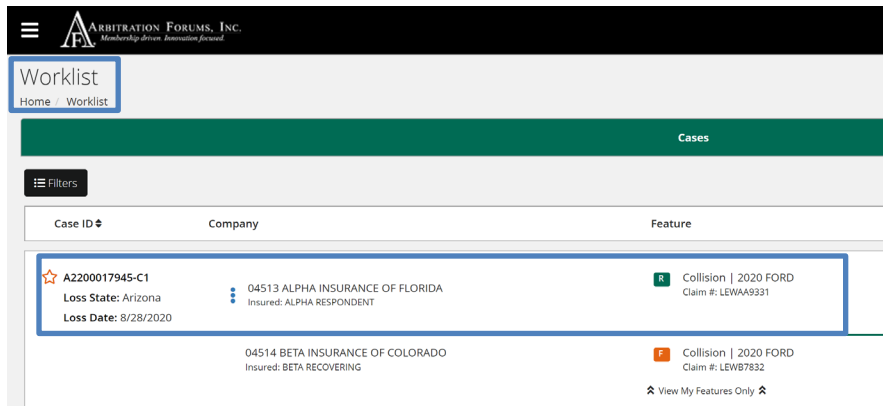 ARBITRATION FORUMS, INC.
Membership driven. Innovation focused.
Worklist
Home / Worklist
Cases
Filters
Case ID Company Feature
A2200017945-C1
Loss State: Arizona
Loss Date: 8/28/2020
04513 ALPHA INSURANCE OF FLORIDA
Insured: ALPHA RESPONDENT
R Collision | 2020 FORD
Claim #: LEWAA9331
04514 BETA INSURANCE OF COLORADO
Insured: BETA RECOVERING
F Collision | 2020 FORD
Claim #: LEWB7832
View My Features Only